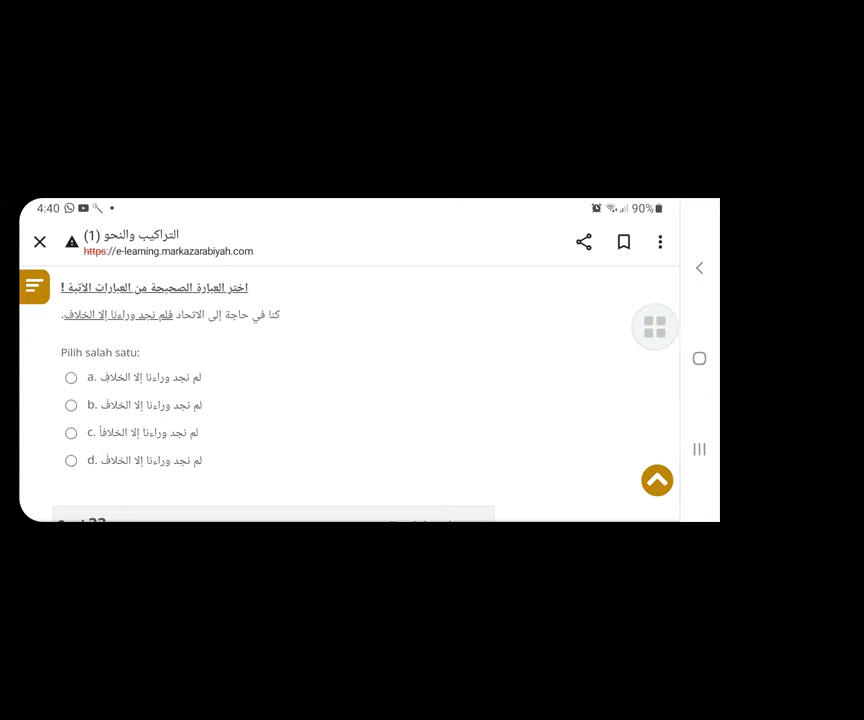 4:40
90%
التراكيب والنحو (1)
https://e-learning.markazarabiyah.com
اختر العبارة الصحيحة من العبارات الآتية !
كنا في حاجة إلى الاتحاد فلم نجد وراءنا إلا الخلاف.
Pilih salah satu:
a. لم نجد وراءنا إلا الخلافِ
b. لم نجد وراءنا إلا الخلافَ
c. لم نجد وراءنا إلا الخلافاً
d. لم نجد وراءنا إلا الخلافُ